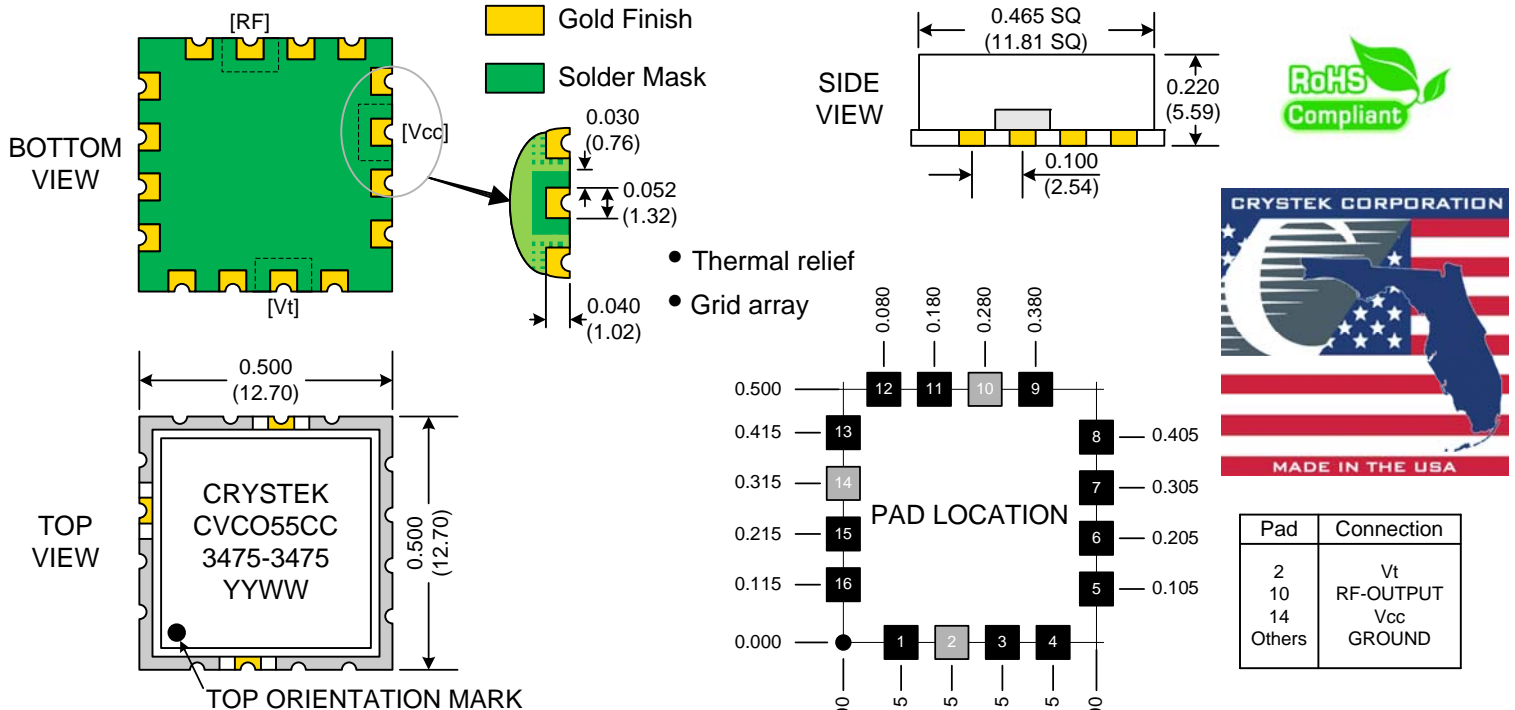 [RF]
Gold Finish
Solder Mask
BOTTOM
VIEW
[Vcc]
[Vt]
0.030
(0.76)
0.052
(1.32)
0.040
(1.02)
• Thermal relief
• Grid array
SIDE
VIEW
0.465 SQ
(11.81 SQ)
0.220
(5.59)
0.100
(2.54)
RoHS
Compliant
CRYSTEK CORPORATION
C
MADE IN THE USA
TOP
VIEW
0.500
(12.70)
0.500
(12.70)
CRYSTEK
CVCO55CC
3475-3475
YYWW
TOP ORIENTATION MARK
0.080
0.180
0.280
0.380
0.500
0.415
0.315
0.215
0.115
0.000
12 11 10 9
13
14
15
16
8
7
6
5
1 2 3 4
0.405
0.305
0.205
0.105
PAD LOCATION
Pad Connection
2 Vt
10 RF-OUTPUT
14 Vcc
Others GROUND